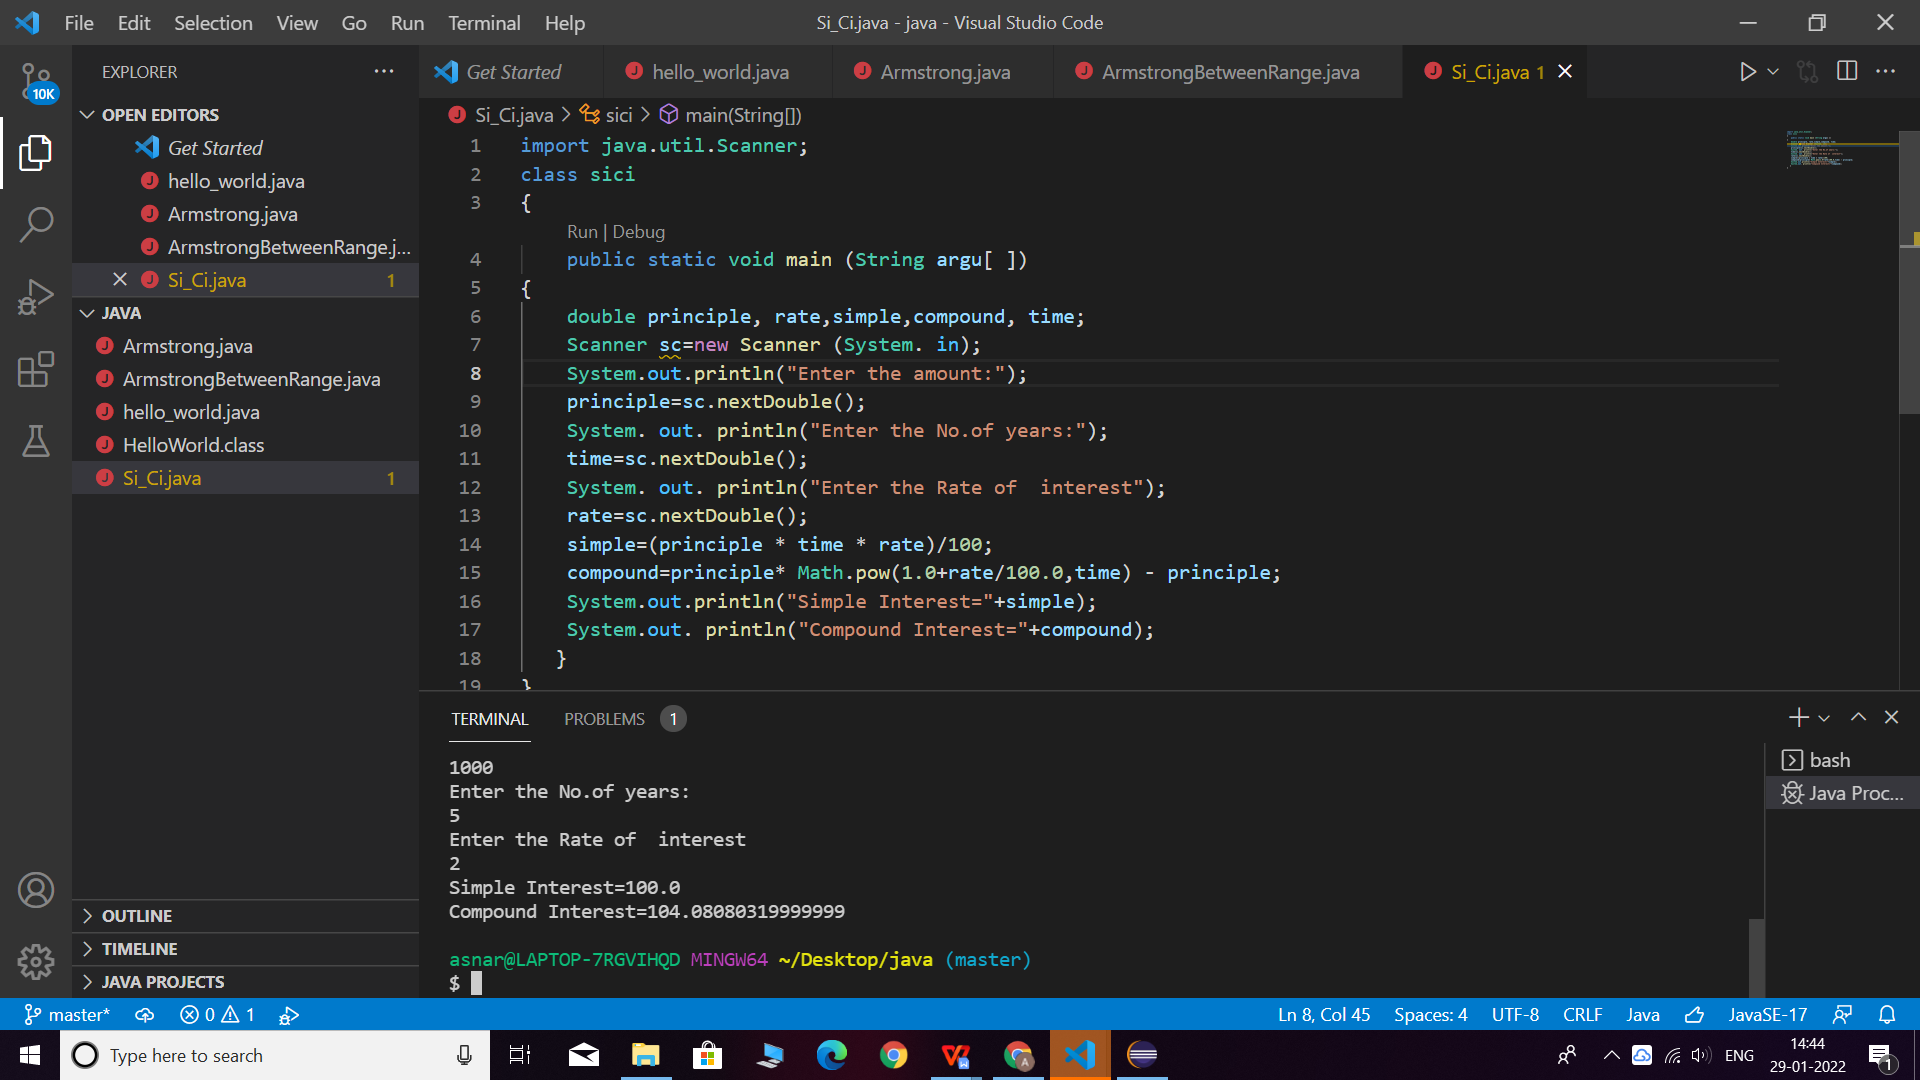 File Edit Selection View Go Run Terminal Help
Si_Ci.java - java - Visual Studio Code
10K
EXPLORER
OPEN EDITORS
Get Started
hello_world.java
Armstrong.java
ArmstrongBetweenRange.j...
Si_Ci.java 1
JAVA
Armstrong.java
ArmstrongBetweenRange.java
hello_world.java
HelloWorld.class
Si_Ci.java 1
OUTLINE
TIMELINE
JAVA PROJECTS
Get Started hello_world.java Armstrong.java ArmstrongBetweenRange.java Si_Ci.java 1
Si_Ci.java > sici > main(String[])
1 import java.util.Scanner;
2 class sici
3 {
Run | Debug
4 public static void main (String argu[ ])
5 {
6 double principle, rate,simple,compound, time;
7 Scanner sc=new Scanner (System. in);
8 System.out.println("Enter the amount:");
9 principle=sc.nextDouble();
10 System. out. println("Enter the No.of years:");
11 time=sc.nextDouble();
12 System. out. println("Enter the Rate of  interest");
13 rate=sc.nextDouble();
14 simple=(principle * time * rate)/100;
15 compound=principle* Math.pow(1.0+rate/100.0,time) - principle;
16 System.out.println("Simple Interest="+simple);
17 System.out. println("Compound Interest="+compound);
18 }
19 }
TERMINAL PROBLEMS 1
1000
Enter the No.of years:
5
Enter the Rate of  interest
2
Simple Interest=100.0
Compound Interest=104.08080319999999
asnar@LAPTOP-7RGVIHQD MINGW64 ~/Desktop/java (master)
$
bash
Java Proc...
master* 0 1 Ln 8, Col 45 Spaces: 4 UTF-8 CRLF Java JavaSE-17
Type here to search
ENG
14:44
29-01-2022
1